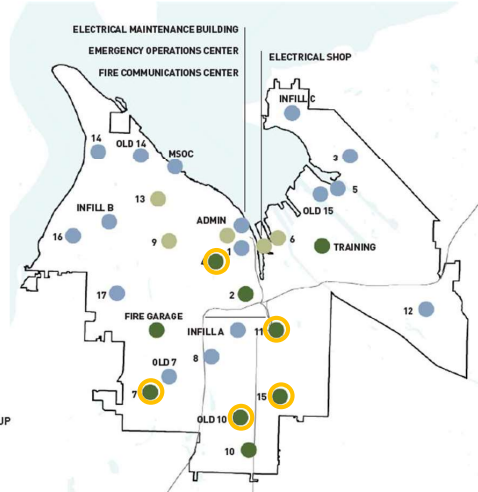 ELECTRICAL MAINTENANCE BUILDING
EMERGENCY OPERATIONS CENTER
ELECTRICAL SHOP
FIRE COMMUNICATIONS CENTER
INFILL C
14
OLD 14
MSOC
3
5
13
OLD 15
INFILL B
ADMIN
16
9
6
1
TRAINING
4
17
2
12
FIRE GARAGE
INFILL A
11
8
OLD 7
7
15
OLD 10
UP
10